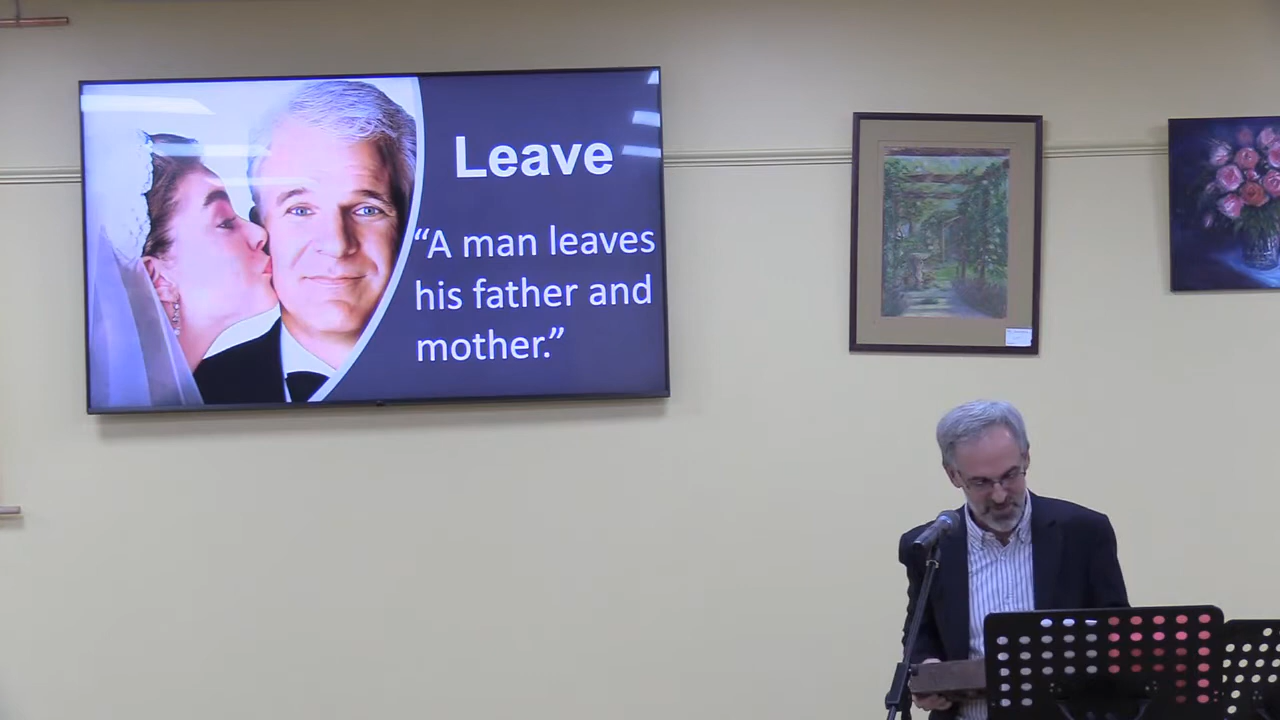 Leave
“A man leaves
his father and
mother.”